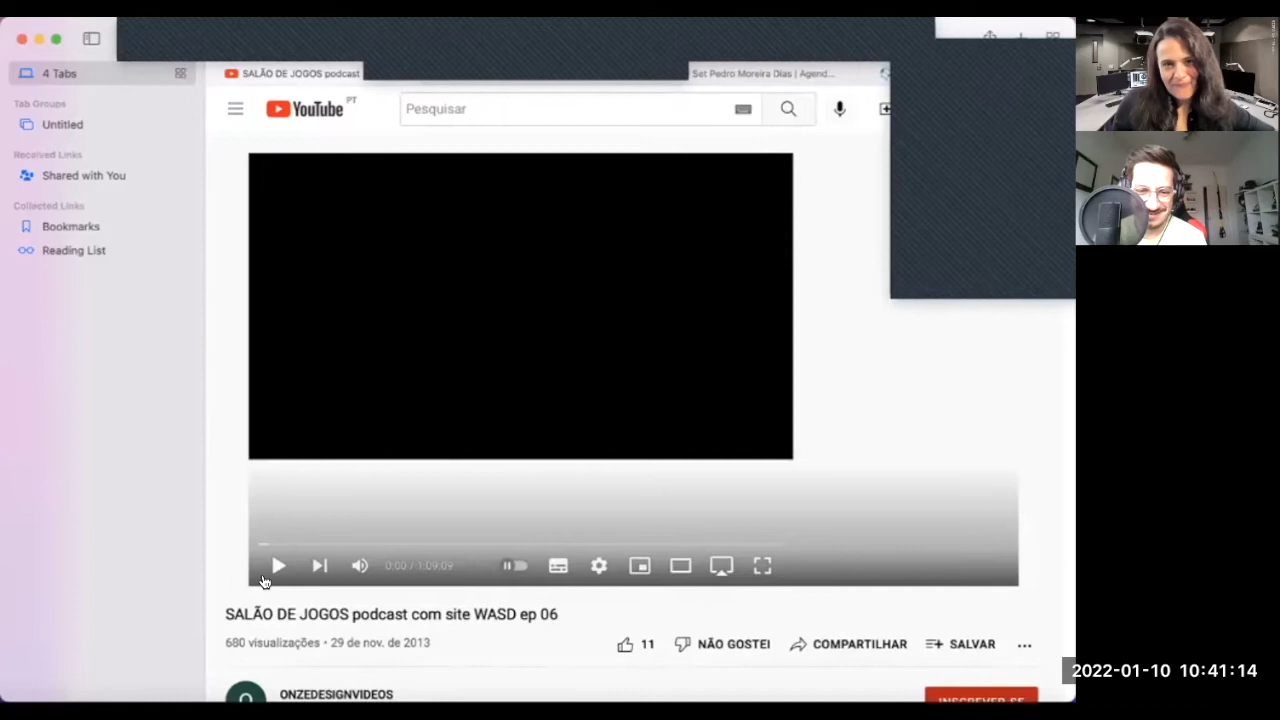 4 Tabs
SALÃO DE JOGOS podcast
Set Pedro Moreira Dias | Agend...
Tab Groups
Untitled
Received Links
Shared with You
Collected Links
Bookmarks
Reading List
YouTube PT
Pesquisar
0:00 / 1:09:09
SALÃO DE JOGOS podcast com site WASD ep 06
680 visualizações • 29 de nov. de 2013
11 NÃO GOSTEI COMPARTILHAR SALVAR ...
ONZEDESIGNVIDEOS
INSCREVER-SE
2022-01-10 10:41:14